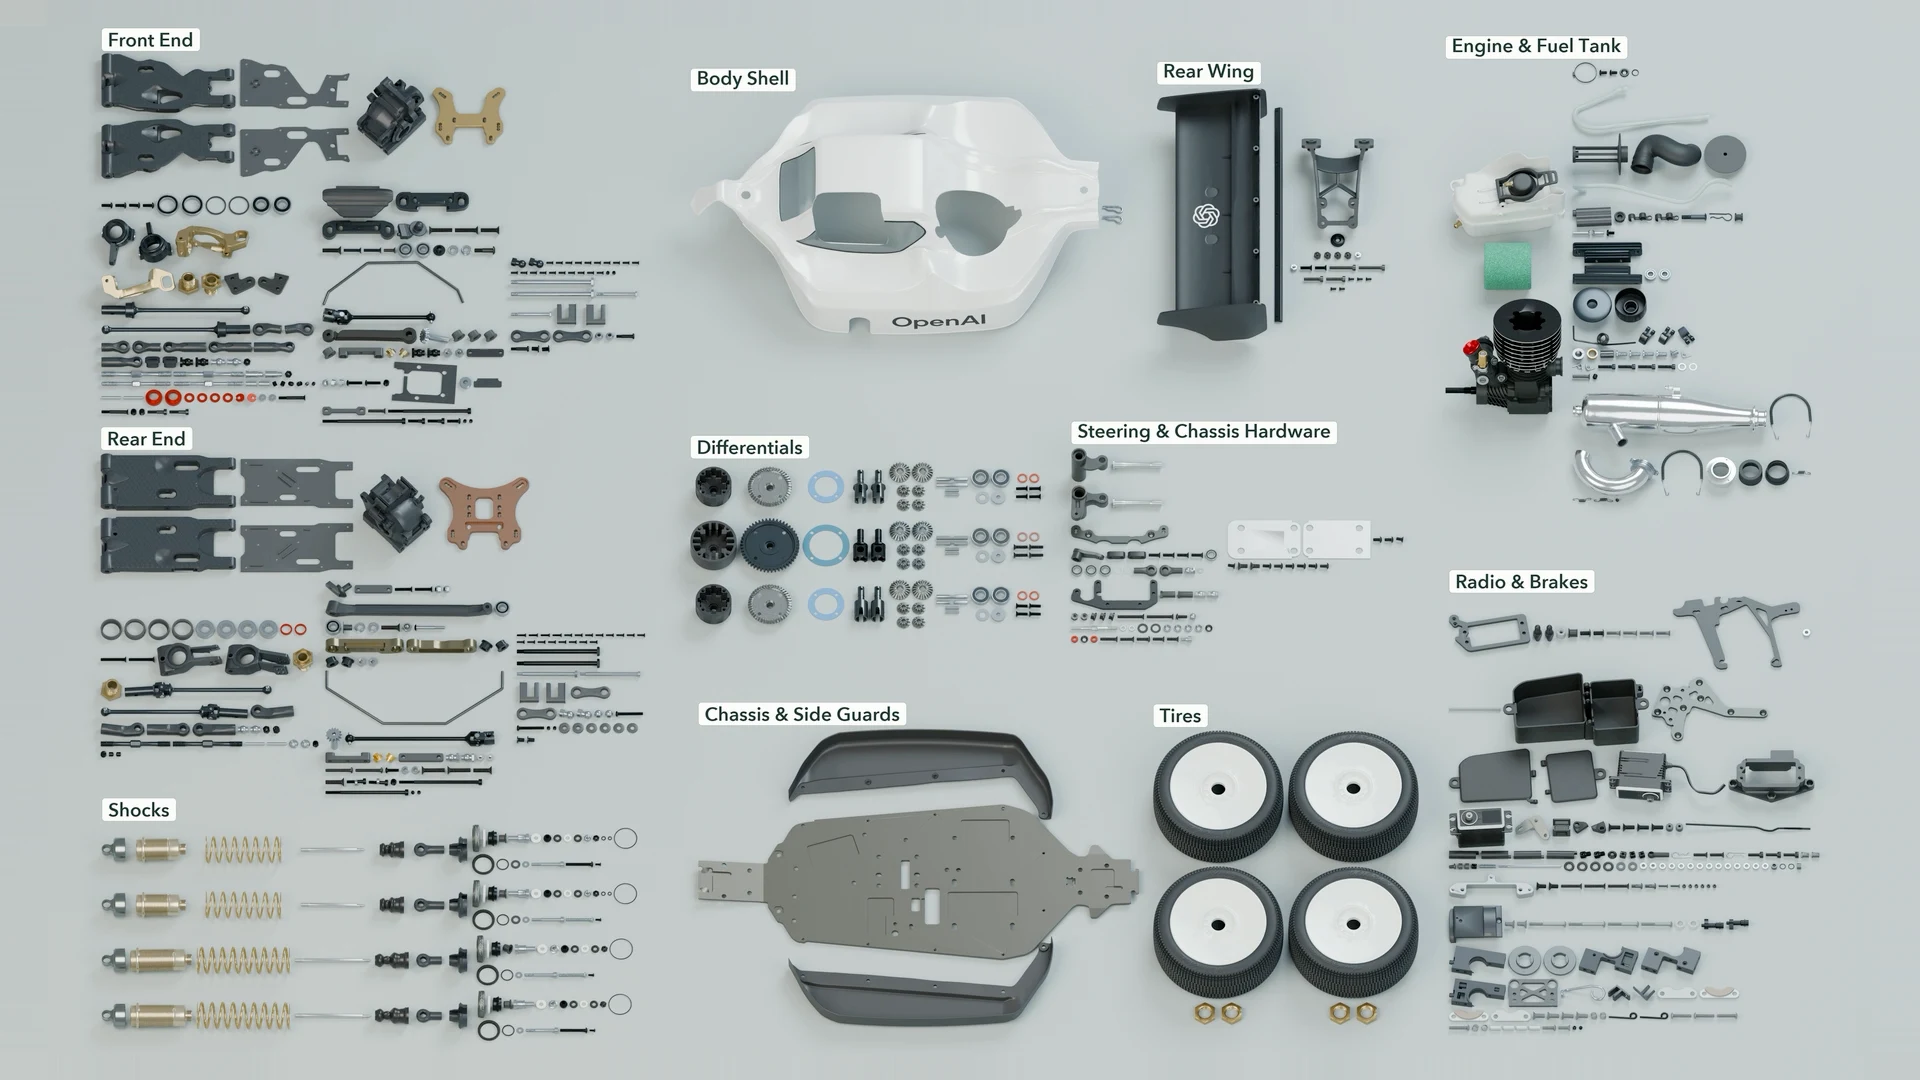 Front End
Body Shell
Rear Wing
Engine & Fuel Tank
OpenAI
Rear End
Differentials
Steering & Chassis Hardware
Radio & Brakes
Chassis & Side Guards
Tires
Shocks